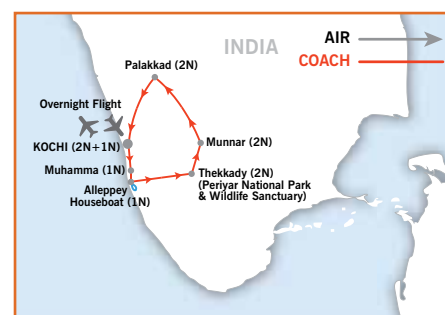 INDIA
AIR
COACH
Palakkad (2N)
Overnight Flight
KOCHI (2N+1N)
Munnar (2N)
Muhamma (1N)
Thekkady (2N)
(Periyar National Park
& Wildlife Sanctuary)
Alleppey
Houseboat (1N)